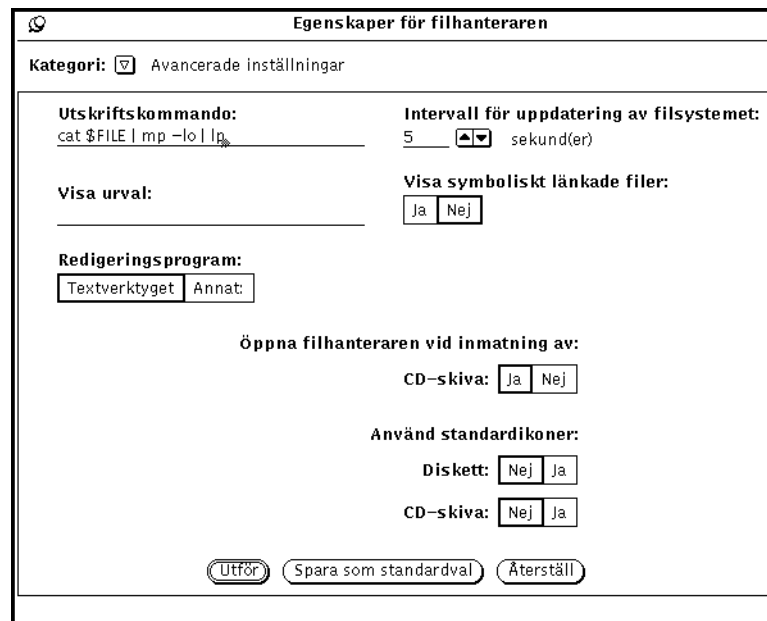 Egenskaper för filhanteraren
Kategori: Avancerade inställningar
Utskriftskommando:
cat $FILE | mp −lo | lp
Intervall för uppdatering av filsystemet:
5 sekund(er)
Visa urval:
Visa symboliskt länkade filer:
Ja Nej
Redigeringsprogram:
Textverktyget Annat:
Öppna filhanteraren vid inmatning av:
CD−skiva: Ja Nej
Använd standardikoner:
Diskett: Nej Ja
CD−skiva: Nej Ja
Utför Spara som standardval Återställ